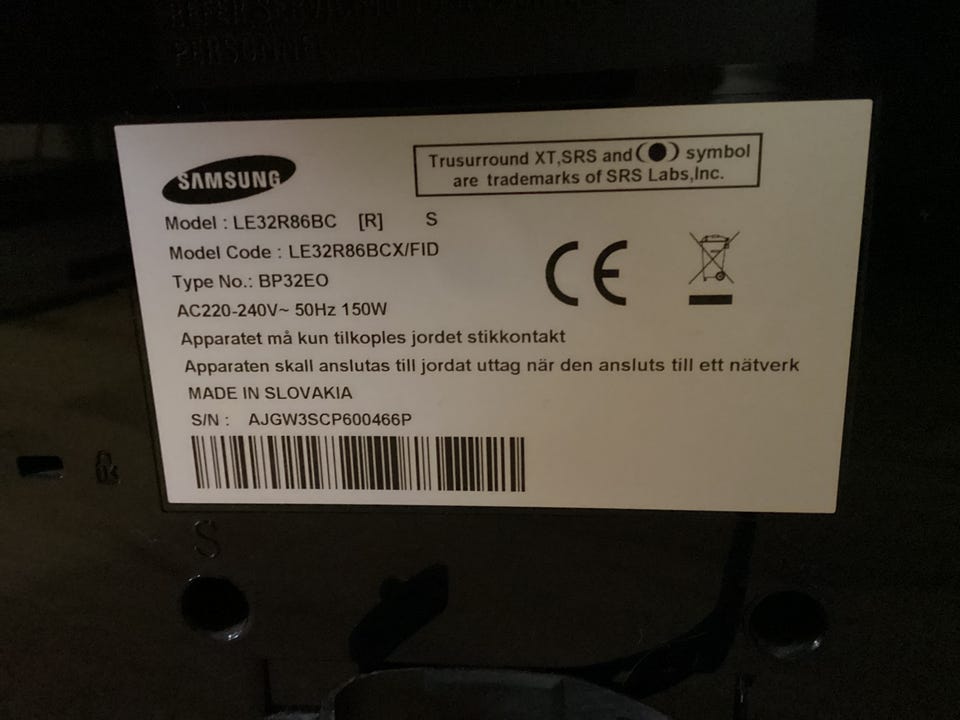 PERSONNEL
SAMSUNG
Trusurround XT,SRS and symbol
are trademarks of SRS Labs,Inc.
Model : LE32R86BC [R] S
Model Code : LE32R86BCX/FID
Type No.: BP32EO
AC220-240V~ 50Hz 150W
Apparatet må kun tilkoples jordet stikkontakt
Apparaten skall anslutas till jordat uttag när den ansluts till ett nätverk
MADE IN SLOVAKIA
S/N : AJGW3SCP600466P
CE
S